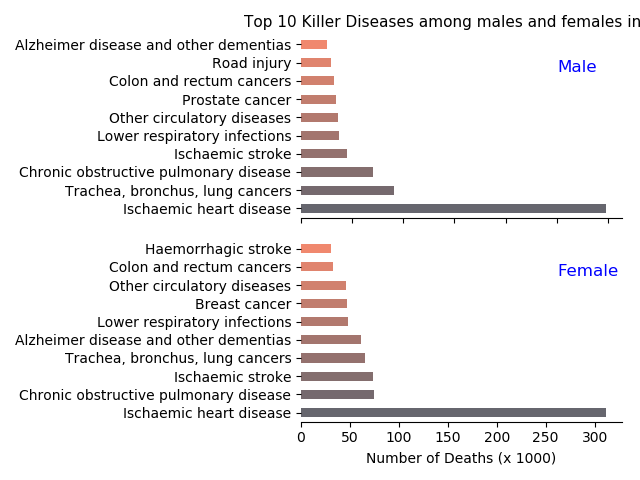 Top 10 Killer Diseases among males and females in
Alzheimer disease and other dementias
Road injury
Male
Colon and rectum cancers
Prostate cancer
Other circulatory diseases
Lower respiratory infections
Ischaemic stroke
Chronic obstructive pulmonary disease
Trachea, bronchus, lung cancers
Ischaemic heart disease
Haemorrhagic stroke
Colon and rectum cancers
Female
Other circulatory diseases
Breast cancer
Lower respiratory infections
Alzheimer disease and other dementias
Trachea, bronchus, lung cancers
Ischaemic stroke
Chronic obstructive pulmonary disease
Ischaemic heart disease
0 50 100 150 200 250 300
Number of Deaths (x 1000)